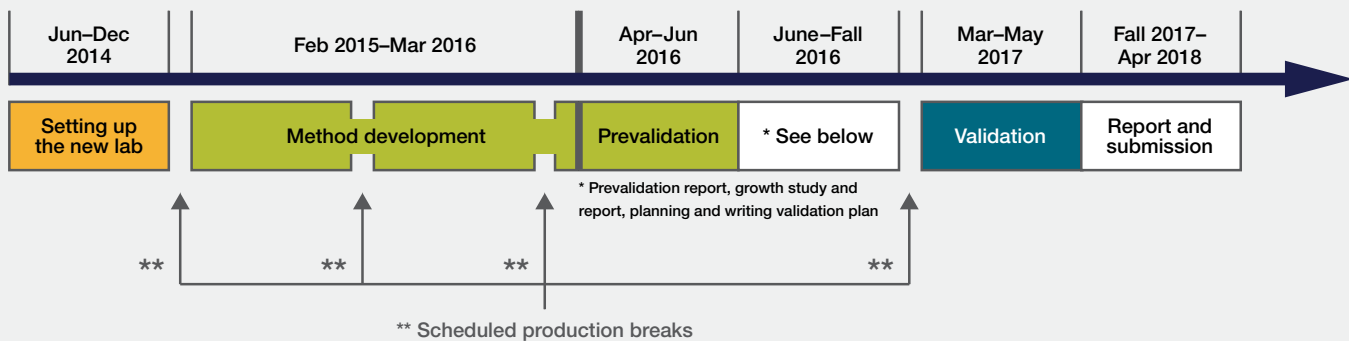 Jun–Dec
2014
Feb 2015–Mar 2016
Apr–Jun
2016
June–Fall
2016
Mar–May
2017
Fall 2017–
Apr 2018
Setting up
the new lab
Method development
Prevalidation
* See below
Validation
Report and
submission
* Prevalidation report, growth study and
report, planning and writing validation plan
**
**
**
**
** Scheduled production breaks